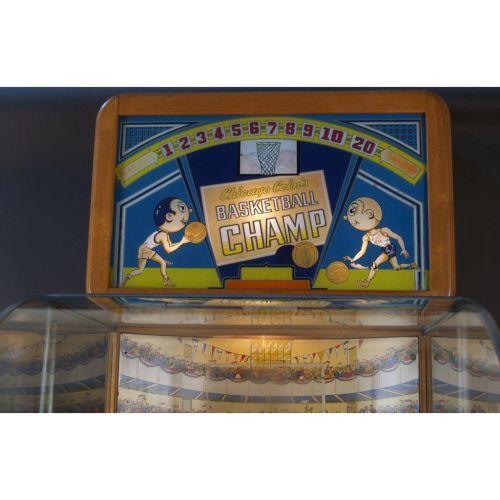 1 2 3 4 5 6 7 8 9 10 20
Chicago Coin's
BASKETBALL
CHAMP